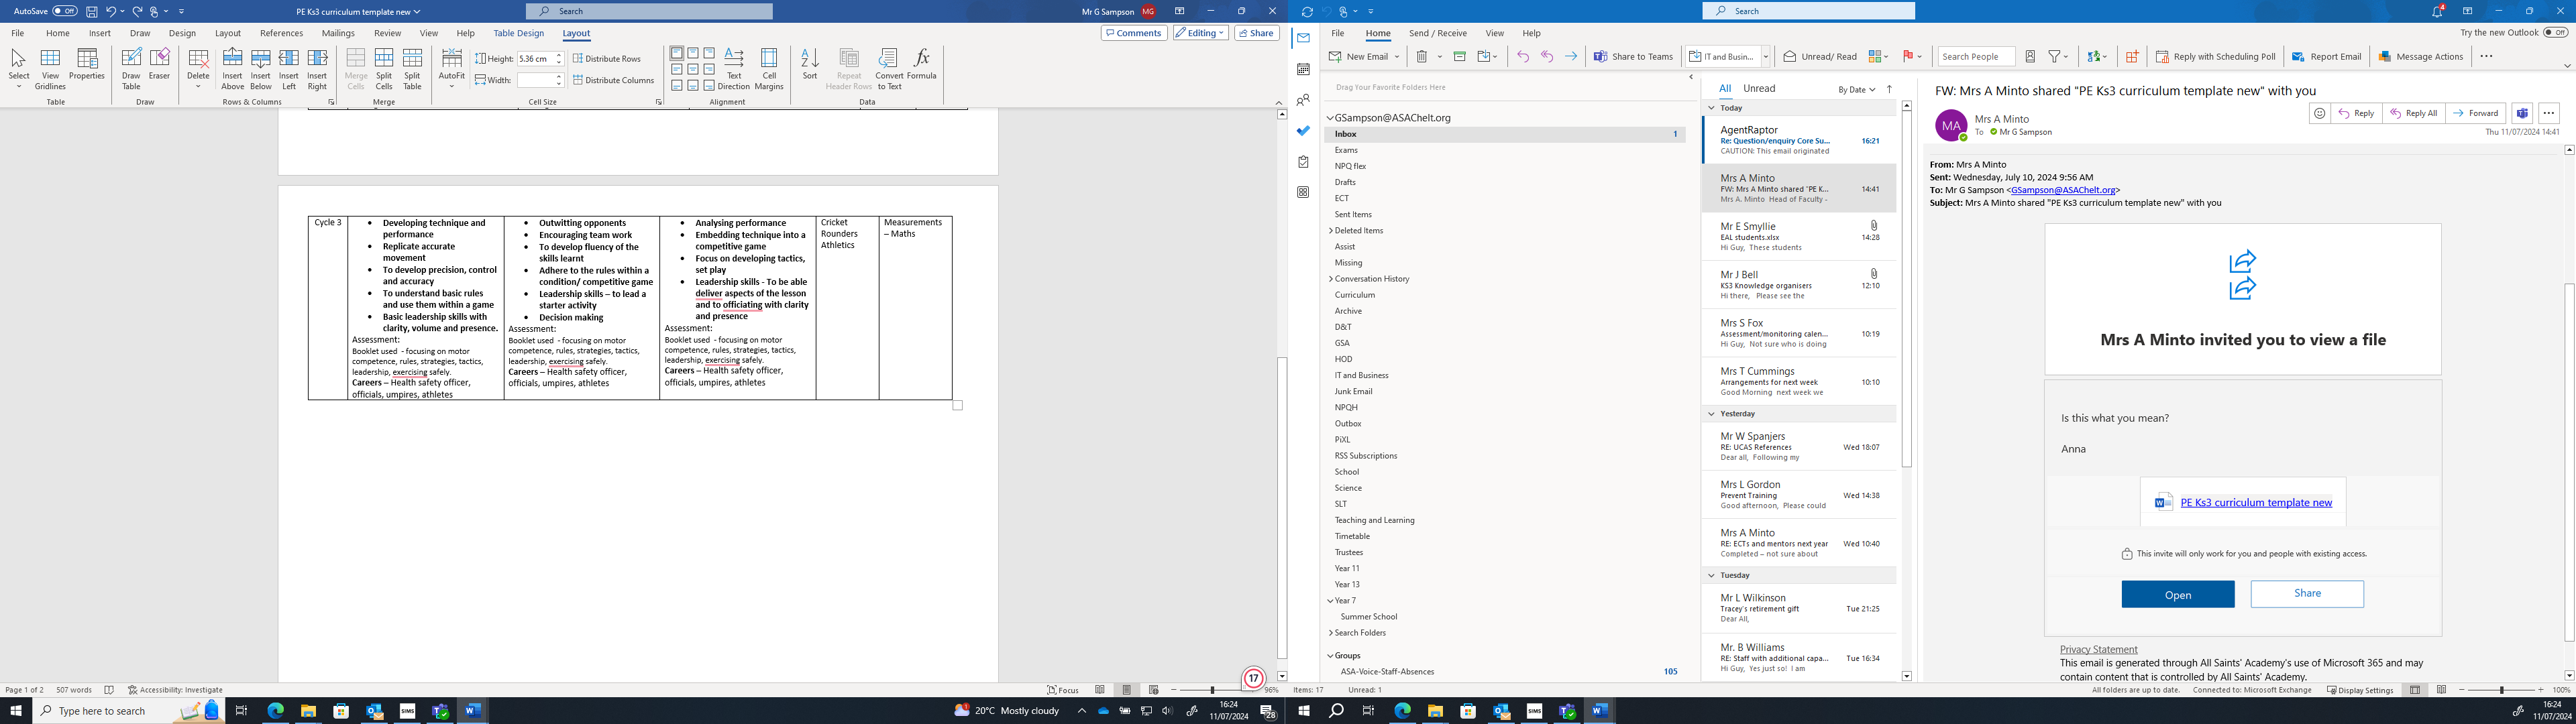 AutoSave Off
PE Ks3 curriculum template new
Search
Mr G Sampson MG
File Home Insert Draw Design Layout References Mailings Review View Help Table Design Layout
Comments Editing Share
Select View Gridlines Properties Draw Table Eraser Delete Insert Above Insert Below Insert Left Insert Right Merge Cells Split Cells Split Table AutoFit
Height: 5.36 cm Distribute Rows
Width: Distribute Columns
Text Direction Cell Margins Sort Repeat Header Rows Convert to Text Formula
Table Draw Rows & Columns Merge Cell Size Alignment Data
Cycle 3
• Developing technique and
performance
• Replicate accurate
movement
• To develop precision, control
and accuracy
• To understand basic rules
and use them within a game
• Basic leadership skills with
clarity, volume and presence.
Assessment:
Booklet used - focusing on motor
competence, rules, strategies, tactics,
leadership, exercising safely.
Careers – Health safety officer,
officials, umpires, athletes
• Outwitting opponents
• Encouraging team work
• To develop fluency of the
skills learnt
• Adhere to the rules within a
condition/ competitive game
• Leadership skills – to lead a
starter activity
• Decision making
Assessment:
Booklet used - focusing on motor
competence, rules, strategies, tactics,
leadership, exercising safely.
Careers – Health safety officer,
officials, umpires, athletes
• Analysing performance
• Embedding technique into a
competitive game
• Focus on developing tactics,
set play
• Leadership skills - To be able
deliver aspects of the lesson
and to officiating with clarity
and presence
Assessment:
Booklet used - focusing on motor
competence, rules, strategies, tactics,
leadership, exercising safely.
Careers – Health safety officer,
officials, umpires, athletes
Cricket
Rounders
Athletics
Measurements
– Maths
17
Page 1 of 2 507 words Accessibility: Investigate Focus 96%
Type here to search
SIMS
20°C Mostly cloudy
16:24
11/07/2024
28
Search
4
File Home Send / Receive View Help
Try the new Outlook Off
New Email Share to Teams IT and Busin... Unread/ Read Search People Reply with Scheduling Poll Report Email Message Actions
Drag Your Favorite Folders Here
GSampson@ASAChelt.org
Inbox 1
Exams
NPQ flex
Drafts
ECT
Sent Items
Deleted Items
Assist
Missing
Conversation History
Curriculum
Archive
D&T
GSA
HOD
IT and Business
Junk Email
NPQH
Outbox
PiXL
RSS Subscriptions
School
Science
SLT
Teaching and Learning
Timetable
Trustees
Year 11
Year 13
Year 7
Summer School
Search Folders
Groups
ASA-Voice-Staff-Absences 105
All Unread By Date
Today
AgentRaptor
Re: Question/enquiry Core Su... 16:21
CAUTION: This email originated
Mrs A Minto
FW: Mrs A Minto shared "PE K... 14:41
Mrs A. Minto Head of Faculty -
Mr E Smyllie
EAL students.xlsx 14:28
Hi Guy, These students
Mr J Bell
KS3 Knowledge organisers 12:10
Hi there, Please see the
Mrs S Fox
Assessment/monitoring calen... 10:19
Hi Guy, Not sure who is doing
Mrs T Cummings
Arrangements for next week 10:10
Good Morning next week we
Yesterday
Mr W Spanjers
RE: UCAS References Wed 18:07
Dear all, Following my
Mrs L Gordon
Prevent Training Wed 14:38
Good afternoon, Please could
Mrs A Minto
RE: ECTs and mentors next year Wed 10:40
Completed – not sure about
Tuesday
Mr L Wilkinson
Tracey's retirement gift Tue 21:25
Dear All,
Mr. B Williams
RE: Staff with additional capa... Tue 16:34
Hi Guy, Yes just so! I am
FW: Mrs A Minto shared "PE Ks3 curriculum template new" with you
MA
Mrs A Minto
To Mr G Sampson
Reply Reply All Forward
Thu 11/07/2024 14:41
From: Mrs A Minto
Sent: Wednesday, July 10, 2024 9:56 AM
To: Mr G Sampson <GSampson@ASAChelt.org>
Subject: Mrs A Minto shared "PE Ks3 curriculum template new" with you
Mrs A Minto invited you to view a file
Is this what you mean?
Anna
PE Ks3 curriculum template new
This invite will only work for you and people with existing access.
Open Share
Privacy Statement
This email is generated through All Saints' Academy's use of Microsoft 365 and may
contain content that is controlled by All Saints' Academy.
Items: 17 Unread: 1 All folders are up to date. Connected to: Microsoft Exchange Display Settings 100%
SIMS
16:24
11/07/2024